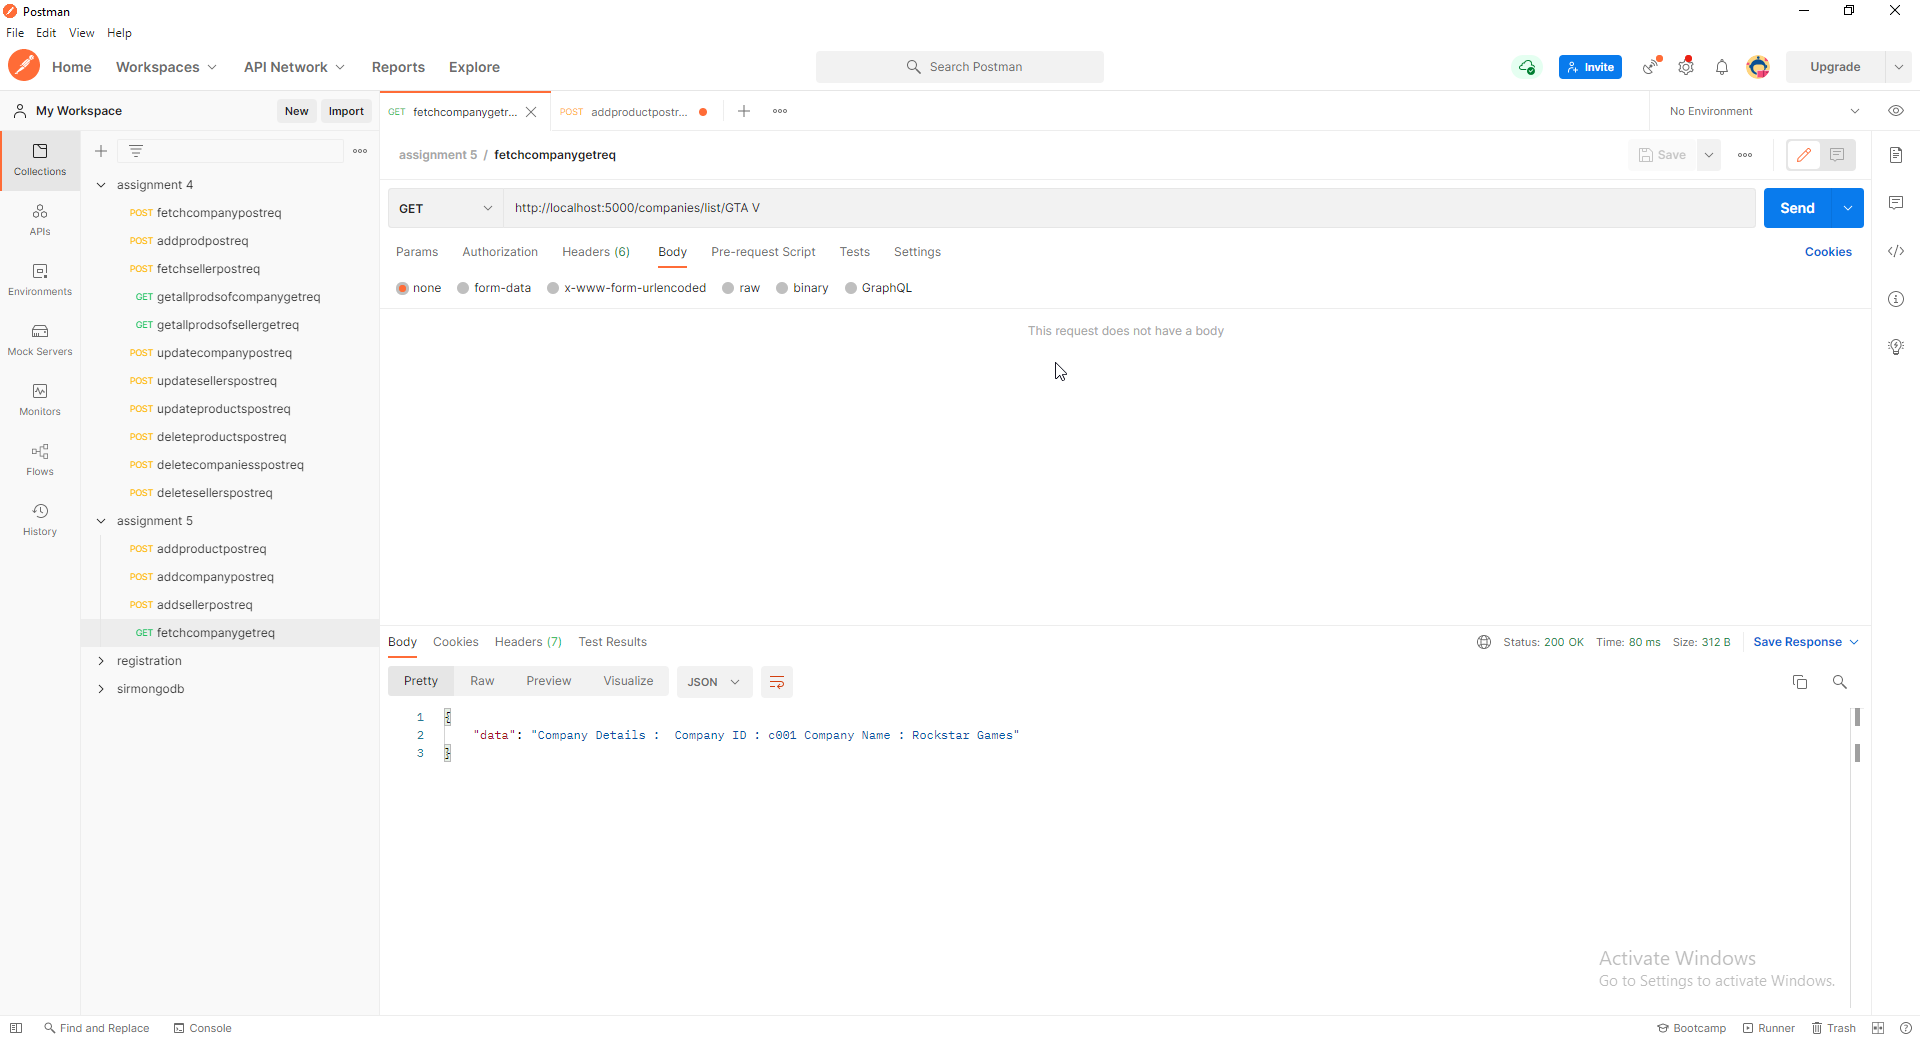 Postman
File Edit View Help
Home Workspaces API Network Reports Explore
Search Postman
Invite
Upgrade
My Workspace
New Import
GET fetchcompanygetr...
POST addproductpostr...
No Environment
Collections
APIs
Environments
Mock Servers
Monitors
Flows
History
assignment 4
POST fetchcompanypostreq
POST addprodpostreq
POST fetchsellerpostreq
GET getallprodsofcompanygetreq
GET getallprodsofsellergetreq
POST updatecompanypostreq
POST updatesellerspostreq
POST updateproductspostreq
POST deleteproductspostreq
POST deletecompaniesspostreq
POST deletesellerspostreq
assignment 5
POST addproductpostreq
POST addcompanypostreq
POST addsellerpostreq
GET fetchcompanygetreq
registration
sirmongodb
assignment 5 / fetchcompanygetreq
Save
GET http://localhost:5000/companies/list/GTA V
Send
Params Authorization Headers (6) Body Pre-request Script Tests Settings
Cookies
none form-data x-www-form-urlencoded raw binary GraphQL
This request does not have a body
Body Cookies Headers (7) Test Results
Status: 200 OK Time: 80 ms Size: 312 B Save Response
Pretty Raw Preview Visualize JSON
1 {
2 "data": "Company Details :  Company ID : c001 Company Name : Rockstar Games"
3 }
Activate Windows
Go to Settings to activate Windows.
Find and Replace Console
Bootcamp Runner Trash